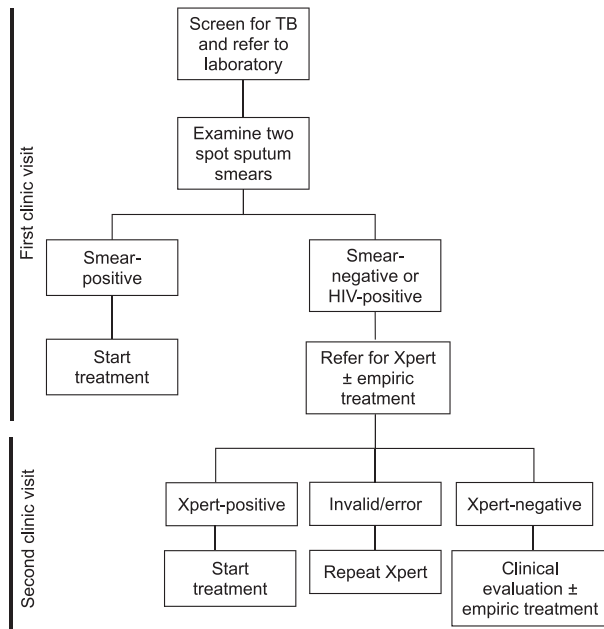 First clinic visit
Screen for TB
and refer to
laboratory
Examine two
spot sputum
smears
Smear-
positive
Smear-
negative or
HIV-positive
Start
treatment
Refer for Xpert
± empiric
treatment
Second clinic visit
Xpert-positive
Invalid/error
Xpert-negative
Start
treatment
Repeat Xpert
Clinical
evaluation ±
empiric treatment